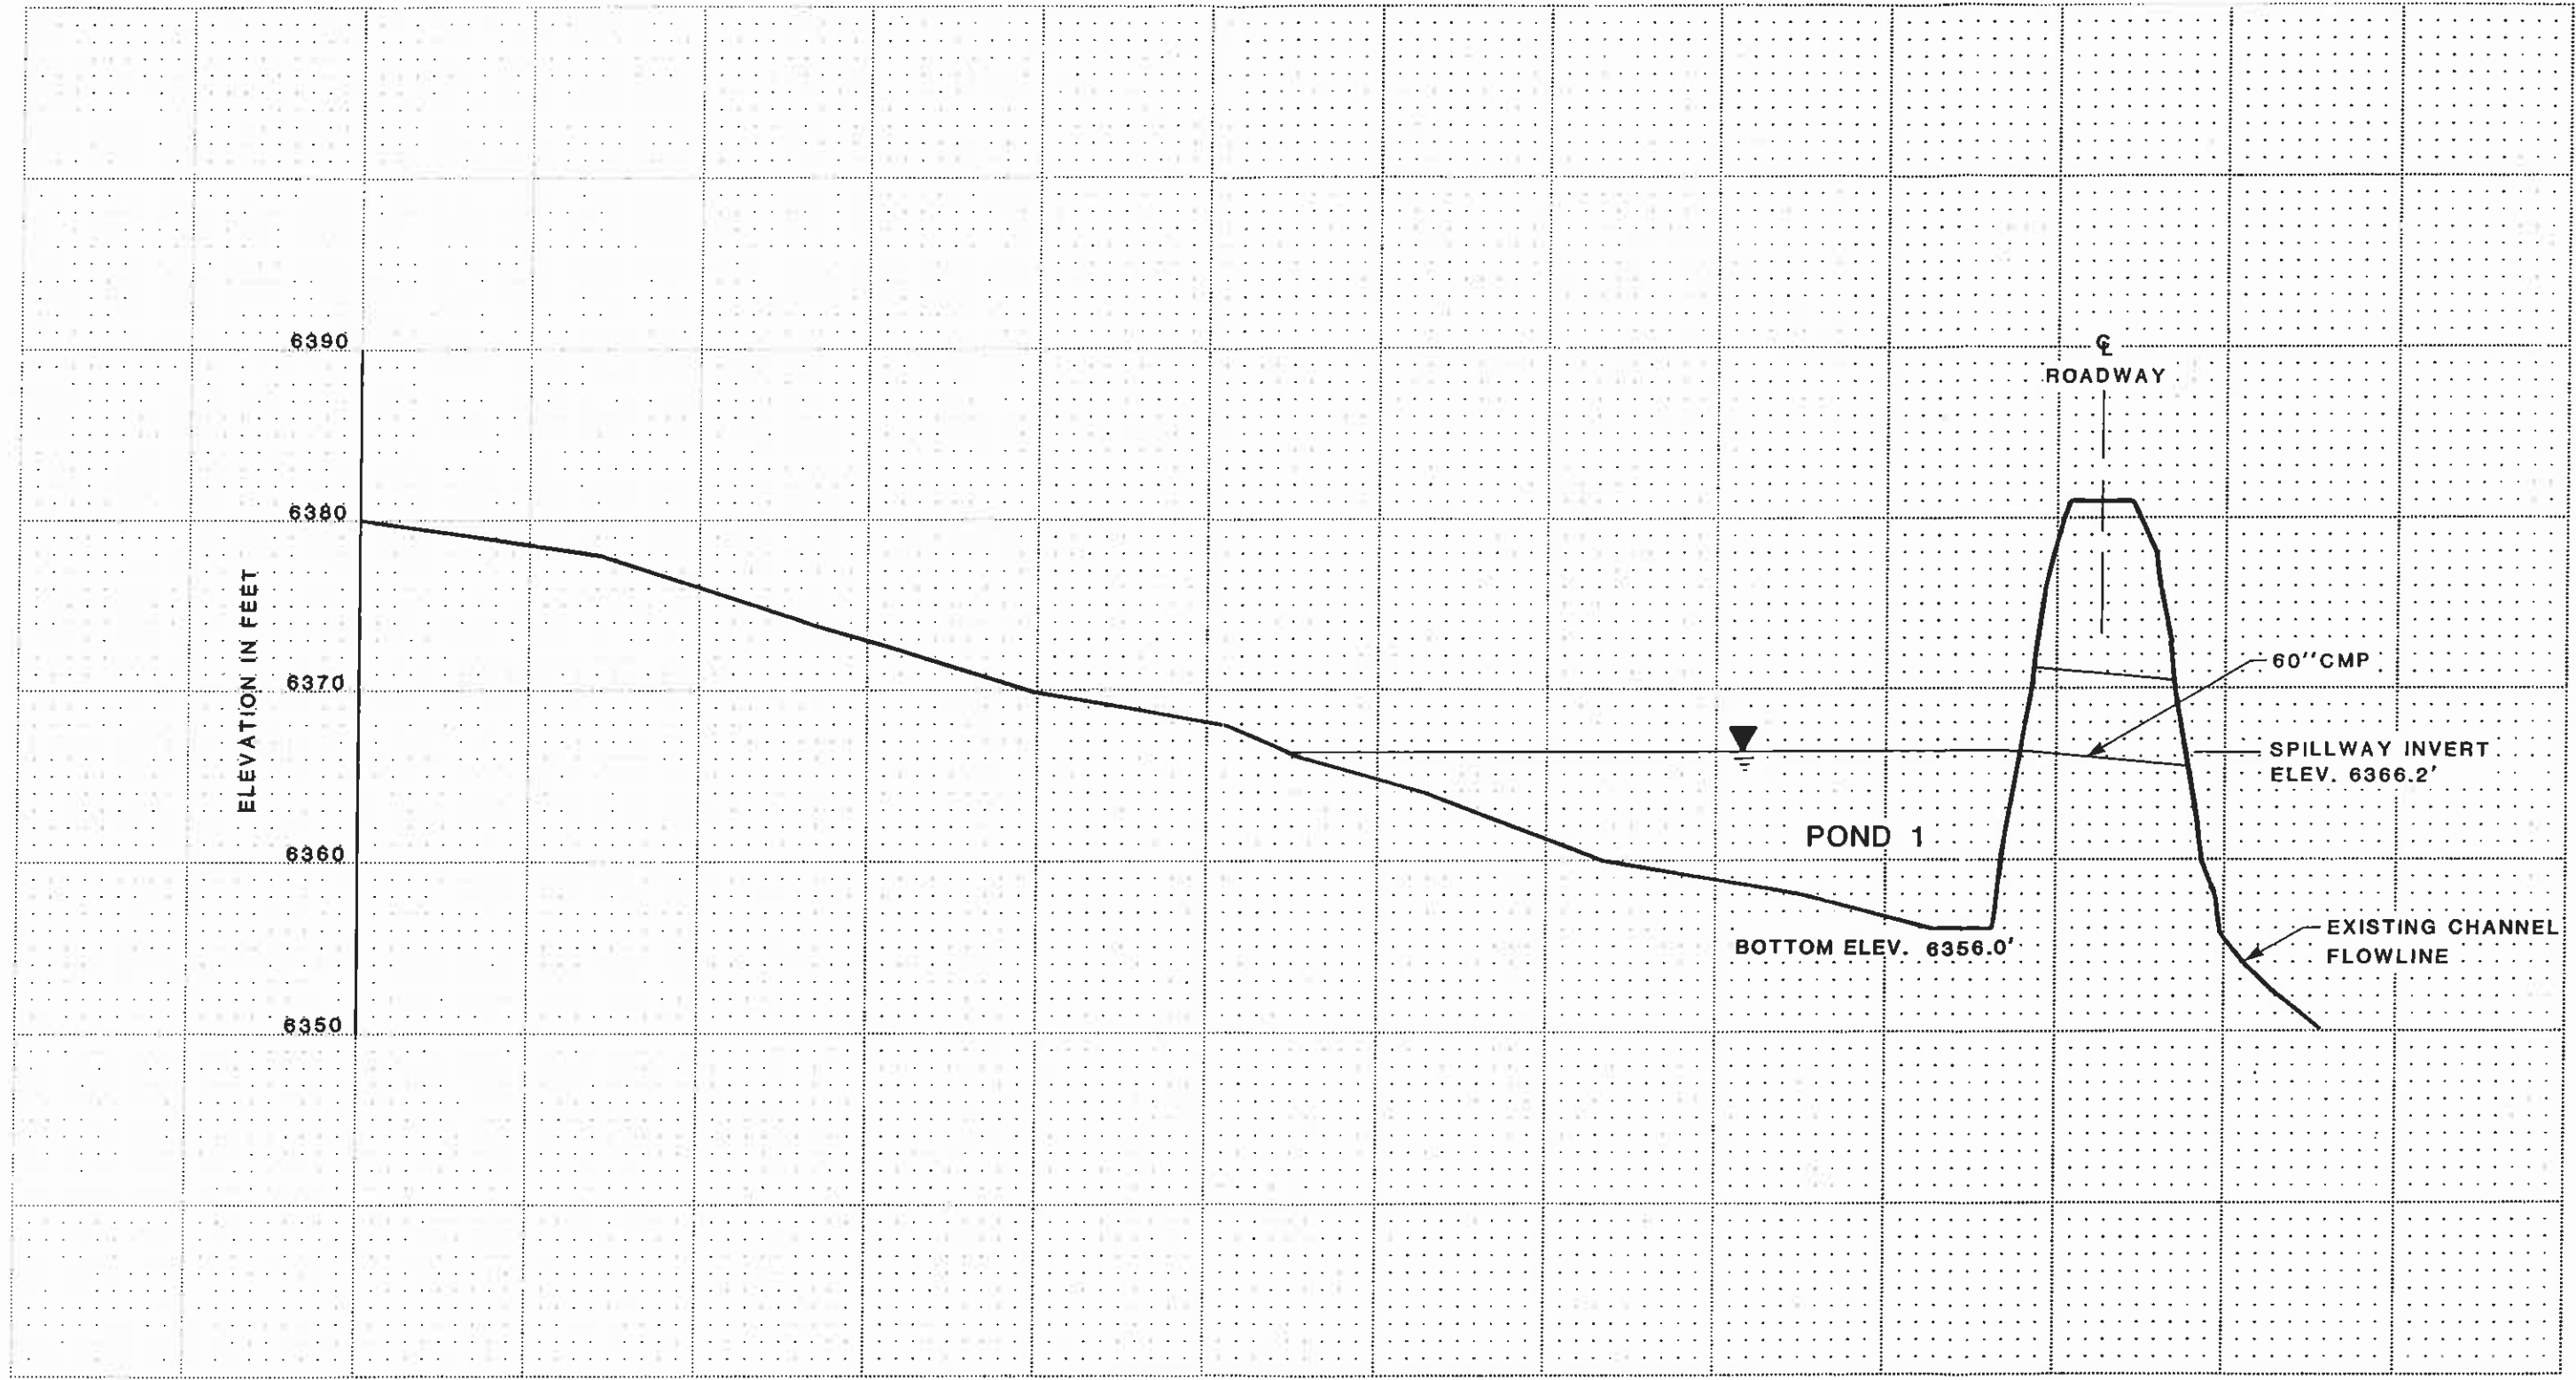 6390
℄
ROADWAY
6380
ELEVATION IN FEET
60"CMP
6370
SPILLWAY INVERT
ELEV. 6366.2'
POND 1
6360
EXISTING CHANNEL
FLOWLINE
BOTTOM ELEV. 6356.0'
6350